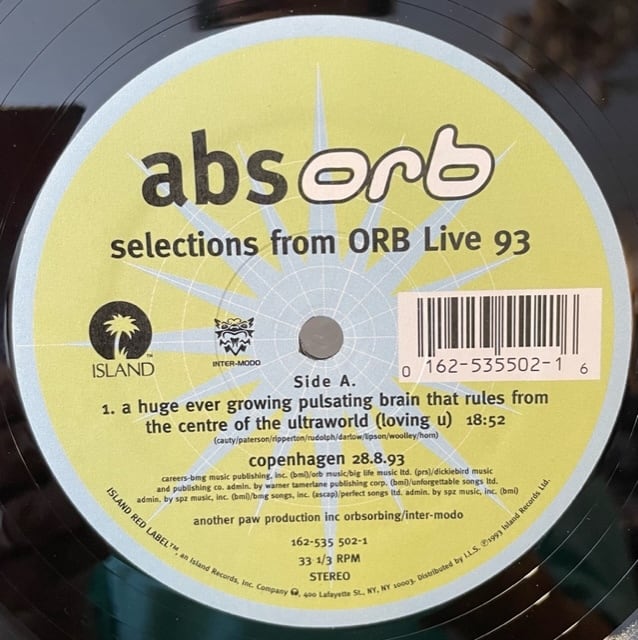 absorb
selections from ORB Live 93
ISLAND™
INTER-MODO
0 162-535502-1 6
Side A.
1. a huge ever growing pulsating brain that rules from
the centre of the ultraworld (loving u) 18:52
(cauty/paterson/ripperton/rudolph/darlow/lipson/woolley/horn)
copenhagen 28.8.93
careers-bmg music publishing, inc. (bmi)/orb music/big life music ltd. (prs)/dickiebird music
and publishing co. admin. by warner tamerlane publishing corp. (bmi)/unforgettable songs ltd.
admin. by spz music, inc. (bmi)/bmg songs, inc. (ascap)/perfect songs ltd. admin. by spz music, inc. (bmi)
another paw production inc orbsorbing/inter-modo
162-535 502-1
33 1/3 RPM
STEREO
ISLAND RED LABEL™, an Island Records, Inc. Company ℗, 400 Lafayette St., NY, NY 10003. Distributed by I.L.S. ℗1993 Island Records Ltd.